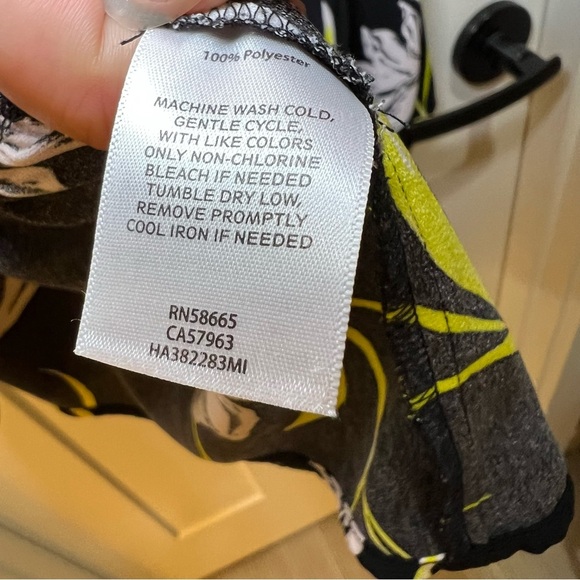 100% Polyester
MACHINE WASH COLD,
GENTLE CYCLE,
WITH LIKE COLORS
ONLY NON-CHLORINE
BLEACH IF NEEDED
TUMBLE DRY LOW,
REMOVE PROMPTLY
COOL IRON IF NEEDED
RN58665
CA57963
HA382283MI